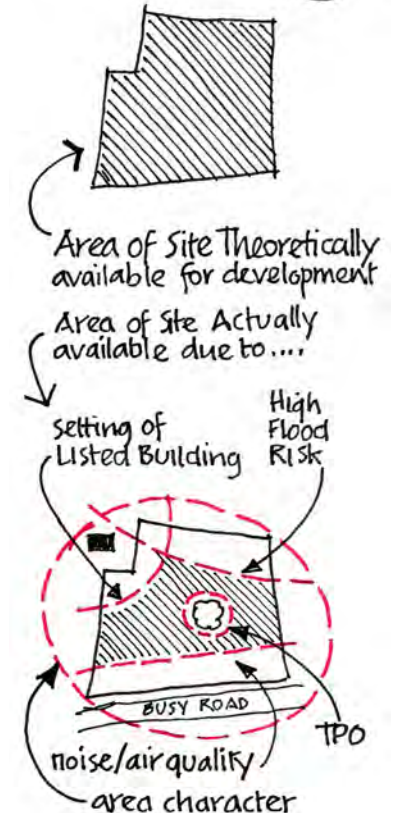 Area of Site Theoretically
available for development
Area of Site Actually
available due to....
setting of
Listed Building
High
Flood
Risk
BUSY ROAD
TPO
noise/air quality
area character